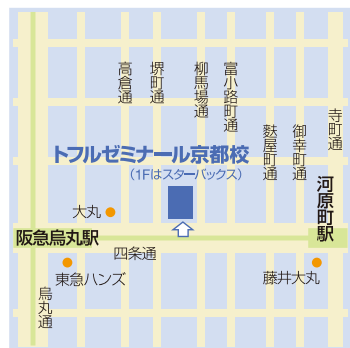 高倉通
堺町通
柳馬場通
富小路町通
麩屋町通
御幸町通
寺町通
トフルゼミナール京都校
（1Fはスターバックス）
河原町駅
大丸
阪急烏丸駅
四条通
東急ハンズ
藤井大丸
烏丸通